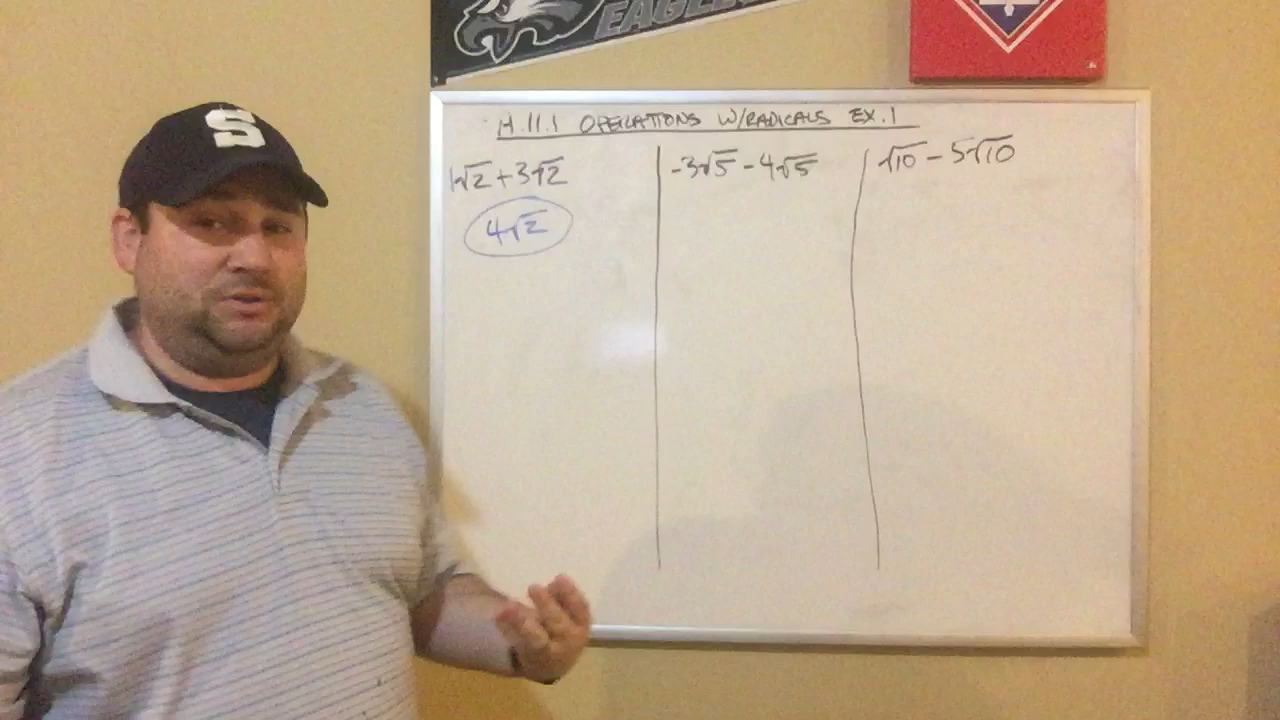 EAGLES
S
H.11.1 OPERATIONS W/RADICALS EX.1
1√2 + 3√2
4√2
-3√5 - 4√5
√10 - 5√10